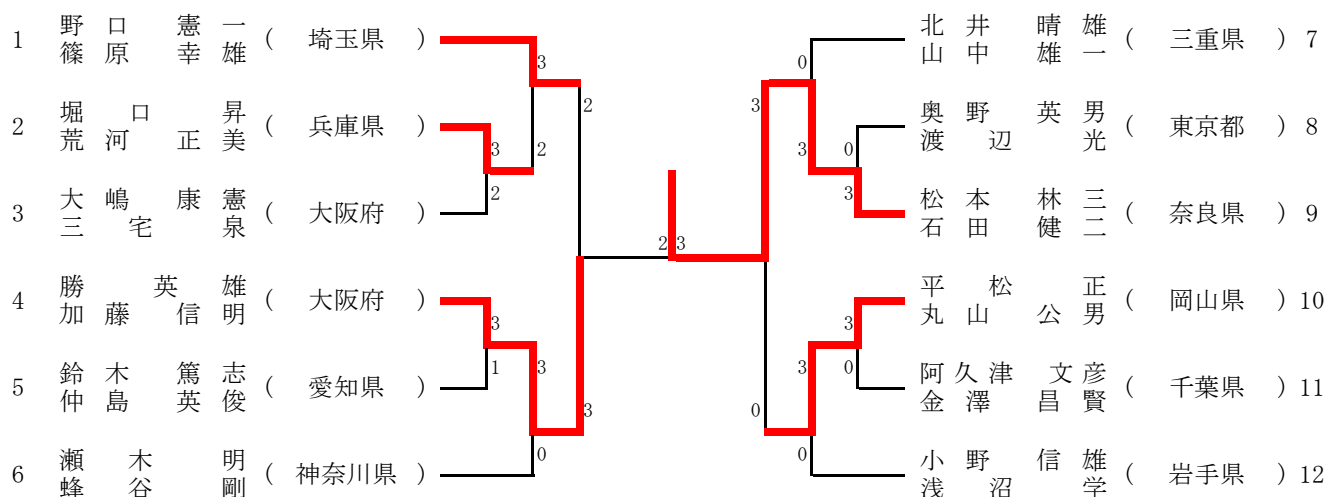 1 野口 憲一 篠原 幸雄 ( 埼玉県 )
2 堀口 昇 荒河 正美 ( 兵庫県 )
3 大嶋 康憲 三宅 泉 ( 大阪府 )
4 勝 英雄 加藤 信明 ( 大阪府 )
5 鈴木 篤志 仲島 英俊 ( 愛知県 )
6 瀬木 明 蜂谷 剛 ( 神奈川県 )
3
2
3
2
2
2 3
3
1
3
3
0
北井 晴雄 山中 雄一 ( 三重県 ) 7
奥野 英男 渡辺 光 ( 東京都 ) 8
松本 林三 石田 健二 ( 奈良県 ) 9
平松 正 丸山 公男 ( 岡山県 ) 10
阿久津 文彦 金澤 昌賢 ( 千葉県 ) 11
小野 信雄 浅沼 学 ( 岩手県 ) 12
0
3
0
3
3
3
3
0
0